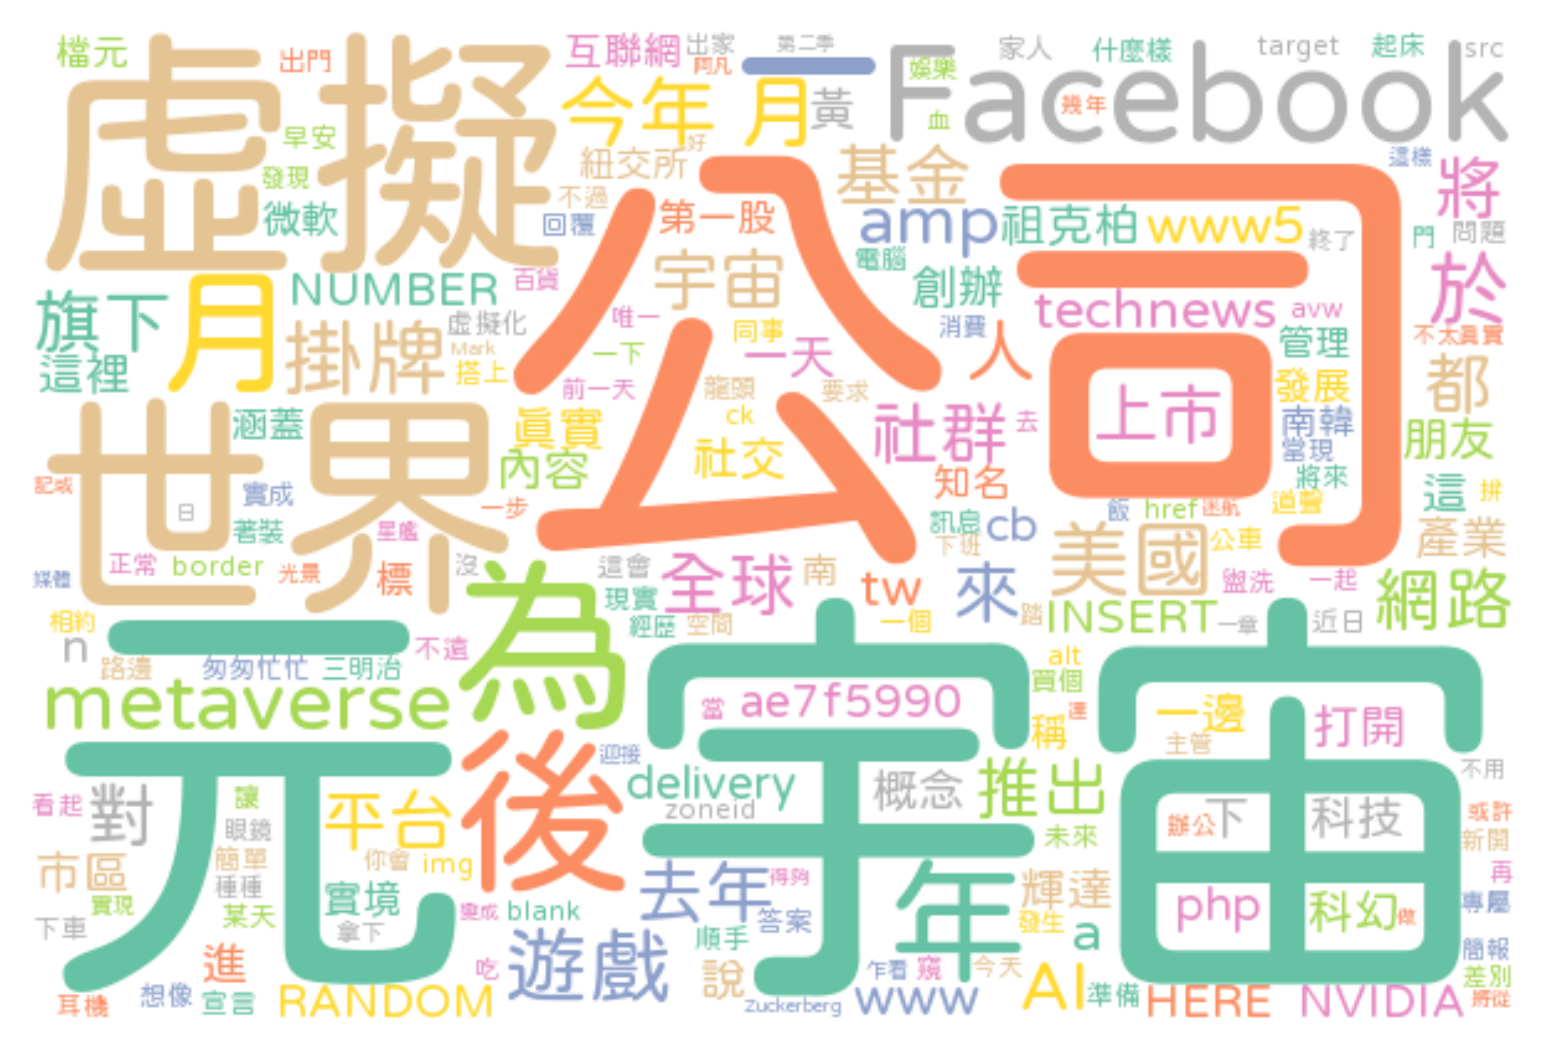 檔元 出門 互聯網 出家 第二季 家人 什麼樣 target 起床 src
阿凡 一 娛樂 Facebook
虛擬 今年 月 黃 血 幾年
早安 好
發現 紐交所 基金 這樣 將
微軟 不過 回覆 第一股 amp 祖克柏 www5 終了 門 問題
公司
電腦
旗下 月 NUMBER 百貨 宇宙 創辦 於
虛擬化 唯一 同事 消費 technews avw 不太真實
這裡 掛牌 Mark 一下 一天 人 管理
搭上 前一天 龍頭 要求 發展 都
世界 涵蓋 真實 ck 社群 去 上市 南韓 朋友
當現
內容 社交 知名 將來
實成 日 一步 這
著裝 星艦 訊息 cb 飯 href 迷航 道聲
下班 美國 公車 產業
媒體 正常 border 光景 標 沒 這會 全球 南 tw 來 盥洗 一起 網路
現實
相約 經歷 空間 一個 踏 INSERT 一章 近日
n 路邊 匆匆忙忙 三明治 不遠 為 alt
metaverse 當 ae7f5990 買個 一邊 打開
元宇宙
稱 主管
後 迎接 delivery 概念 推出 不用
看起 對 讓 平台 zoneid 辦公 下 科技 或許
眼鏡 未來 新開
市區 簡單 你會 img 去年 得夠 年 輝達 再
種種
實現 某天 實境 變成 blank 答案 發生 php 科幻 做 專屬
下車 拿下 順手 a 簡報
進 吃 遊戲 說 乍看 窺 今天 差別
耳機 想像 宣言 RANDOM Zuckerberg www AI 準備 HERE NVIDIA 將從